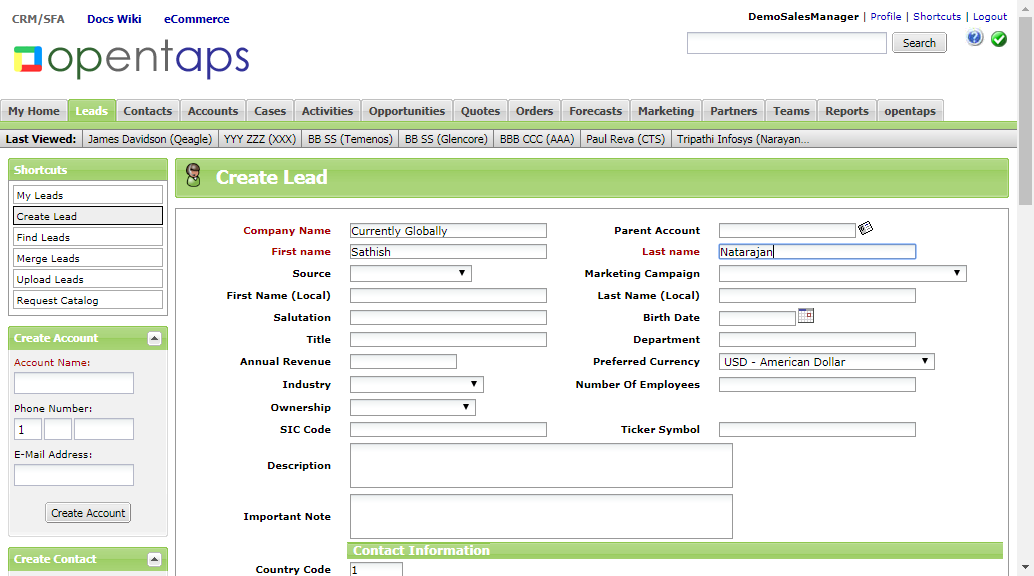 CRM/SFA Docs Wiki eCommerce
DemoSalesManager | Profile | Shortcuts | Logout
opentaps
Search
My Home Leads Contacts Accounts Cases Activities Opportunities Quotes Orders Forecasts Marketing Partners Teams Reports opentaps
Last Viewed: James Davidson (Qeagle) YYY ZZZ (XXX) BB SS (Temenos) BB SS (Glencore) BBB CCC (AAA) Paul Reva (CTS) Tripathi Infosys (Narayan...
Shortcuts
My Leads
Create Lead
Find Leads
Merge Leads
Upload Leads
Request Catalog
Create Account
Account Name:
Phone Number:
1
E-Mail Address:
Create Account
Create Contact
Create Lead
Company Name Currently Globally Parent Account
First name Sathish Last name Natarajan
Source Marketing Campaign
First Name (Local) Last Name (Local)
Salutation Birth Date
Title Department
Annual Revenue Preferred Currency USD - American Dollar
Industry Number Of Employees
Ownership
SIC Code Ticker Symbol
Description
Important Note
Contact Information
Country Code 1